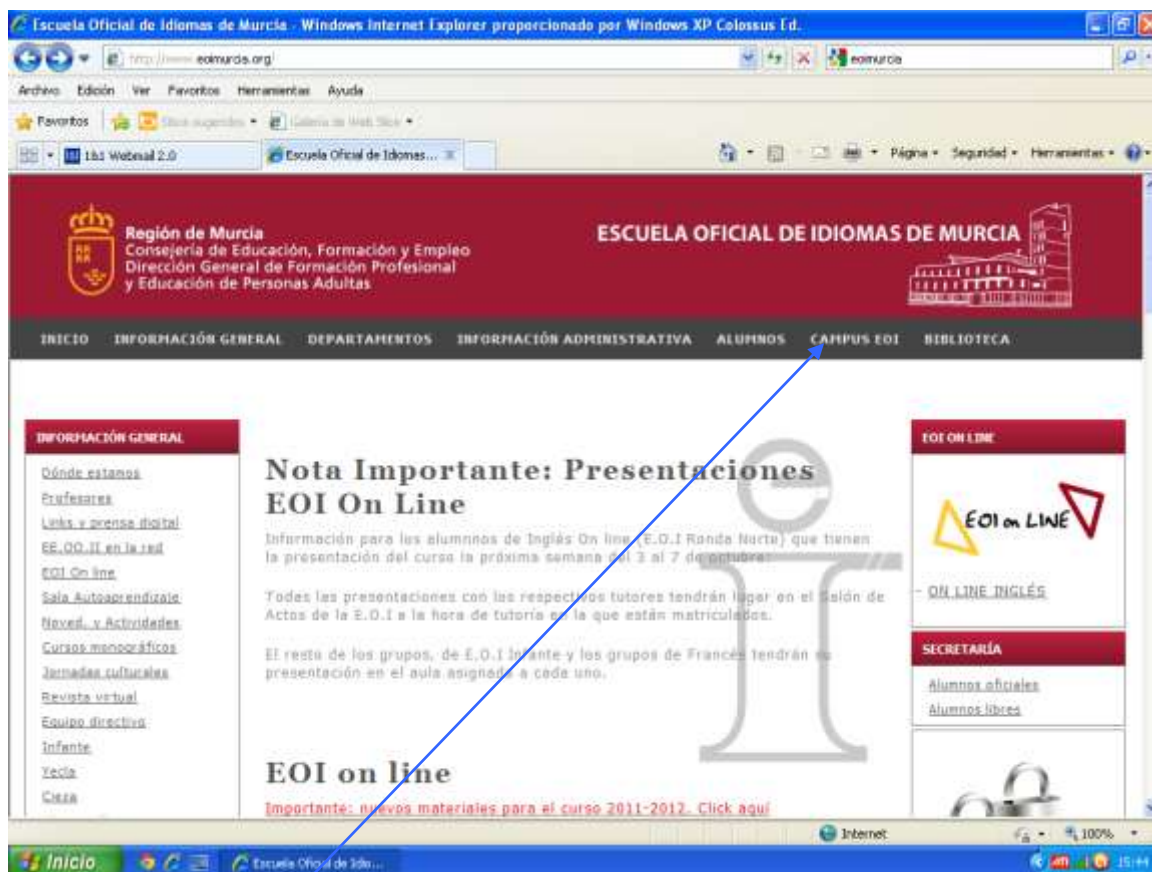 Escuela Oficial de Idiomas de Murcia - Windows Internet Explorer proporcionado por Windows XP Colossus Ed.
http://www.eoimurcia.org/
eoimurcia
Archivo Edición Ver Favoritos Herramientas Ayuda
Favoritos Sitios sugeridos Galería de Web Slice
1&1 Webmail 2.0 Escuela Oficial de Idiomas... Página Seguridad Herramientas
Región de Murcia
Consejería de Educación, Formación y Empleo
Dirección General de Formación Profesional
y Educación de Personas Adultas
ESCUELA OFICIAL DE IDIOMAS DE MURCIA
INICIO INFORMACIÓN GENERAL DEPARTAMENTOS INFORMACIÓN ADMINISTRATIVA ALUMNOS CAMPUS EOI BIBLIOTECA
INFORMACIÓN GENERAL
Dónde estamos
Profesores
Links y prensa digital
EE.OO.II en la red
EOI On line
Sala Autoaprendizaje
Noved. y Actividades
Cursos monográficos
Jornadas culturales
Revista virtual
Equipo directivo
Infante
Yecla
Cieza
Nota Importante: Presentaciones
EOI On Line
Información para los alumnnos de Inglés On line (E.O.I Ronda Norte) que tienen
la presentación del curso la próxima semana del 3 al 7 de octubre:
Todas las presentaciones con los respectivos tutores tendrán lugar en el Salón de
Actos de la E.O.I a la hora de tutoría en la que están matriculados.
El resto de los grupos, de E.O.I Infante y los grupos de Francés tendrán su
presentación en el aula asignada a cada uno.
EOI on line
Importante: nuevos materiales para el curso 2011-2012. Click aquí
EOI ON LINE
EOI on LINE
- ON LINE INGLÉS
SECRETARÍA
Alumnos oficiales
Alumnos libres
Internet 100%
Inicio Escuela Oficial de Idio... 15:44